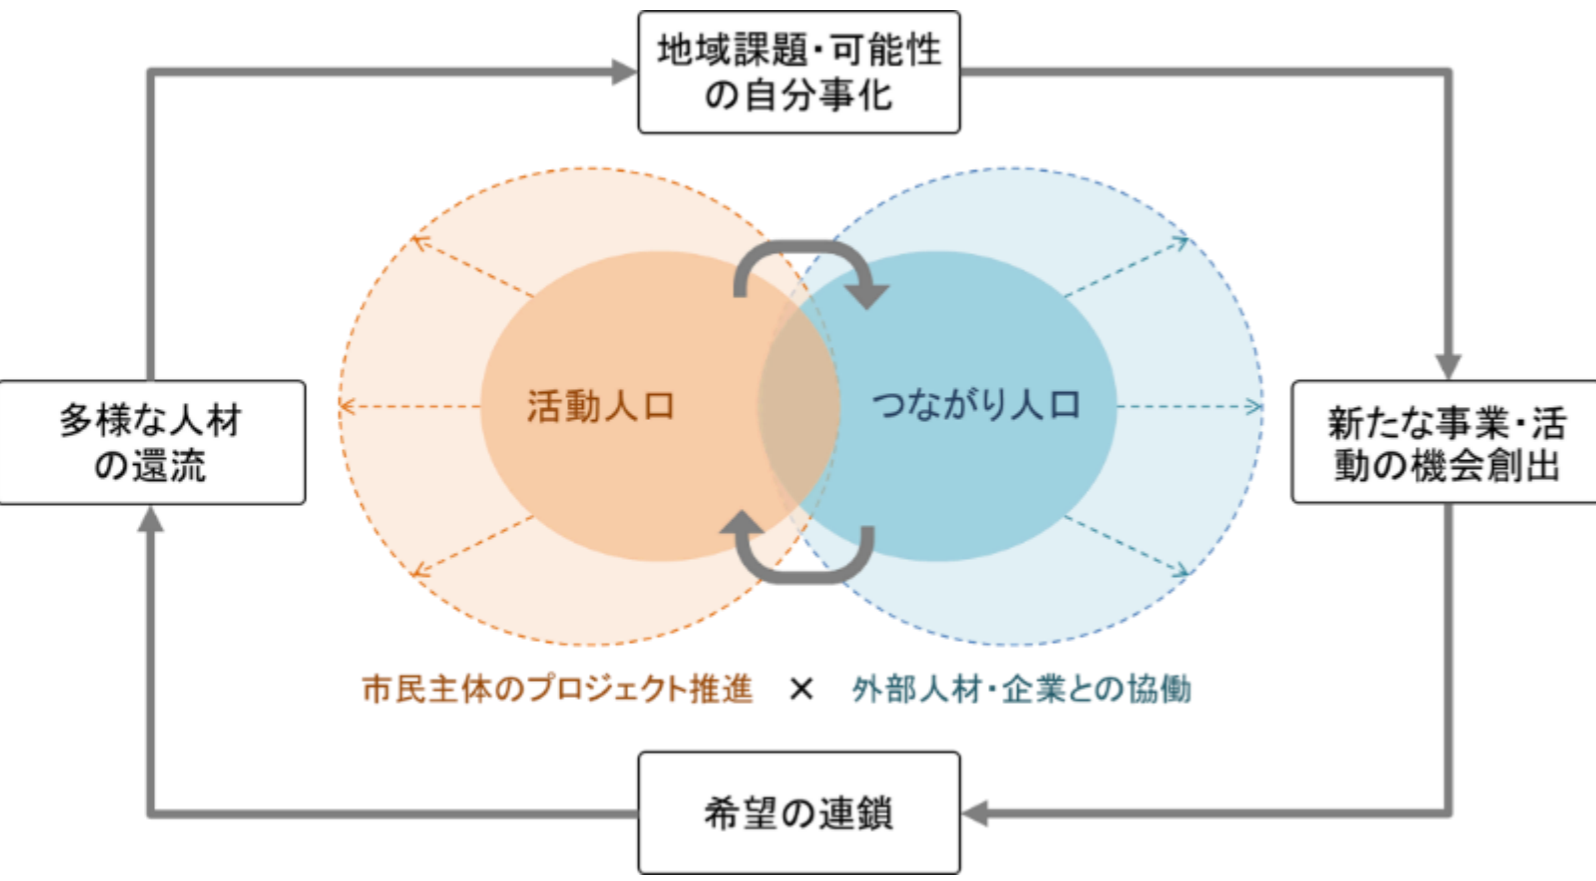 地域課題・可能性
の自分事化
活動人口
つながり人口
多様な人材
の還流
新たな事業・活
動の機会創出
市民主体のプロジェクト推進 × 外部人材・企業との協働
希望の連鎖